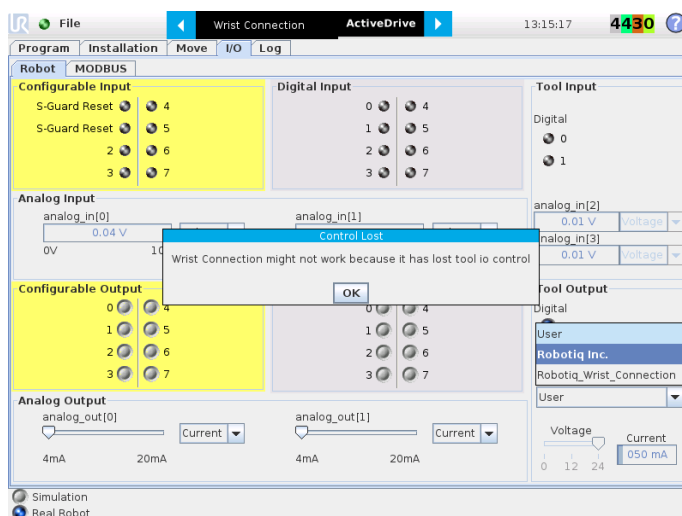 UR File Wrist Connection ActiveDrive 13:15:17 4430 ?
Program Installation Move I/O Log
Robot MODBUS
Configurable Input
S-Guard Reset 4
S-Guard Reset 5
2 6
3 7
Digital Input
0 4
1 5
2 6
3 7
Tool Input
Digital
0
1
Analog Input
analog_in[0]
0.04 V
0V
analog_in[1]
analog_in[2]
0.01 V Voltage
nalog_in[3]
0.01 V Voltage
Control Lost
Wrist Connection might not work because it has lost tool io control
OK
Configurable Output
0 4
1 5
2 6
3 7
0 4
1 5
2 6
3 7
Tool Output
Digital
User
Robotiq Inc.
Robotiq_Wrist_Connection
User
Voltage
0 12 24
Current
050 mA
Analog Output
analog_out[0]
Current
4mA 20mA
analog_out[1]
Current
4mA 20mA
Simulation
Real Robot